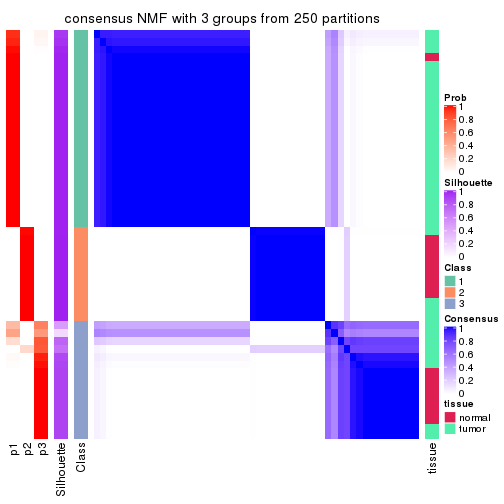 consensus NMF with 3 groups from 250 partitions
Prob
1
0.8
0.6
0.4
0.2
0
Silhouette
1
0.8
0.6
0.4
0.2
0
Class
1
2
3
Consensus
1
0.8
0.6
0.4
0.2
0
tissue
normal
tumor
p1
p2
p3
Silhouette
Class
tissue